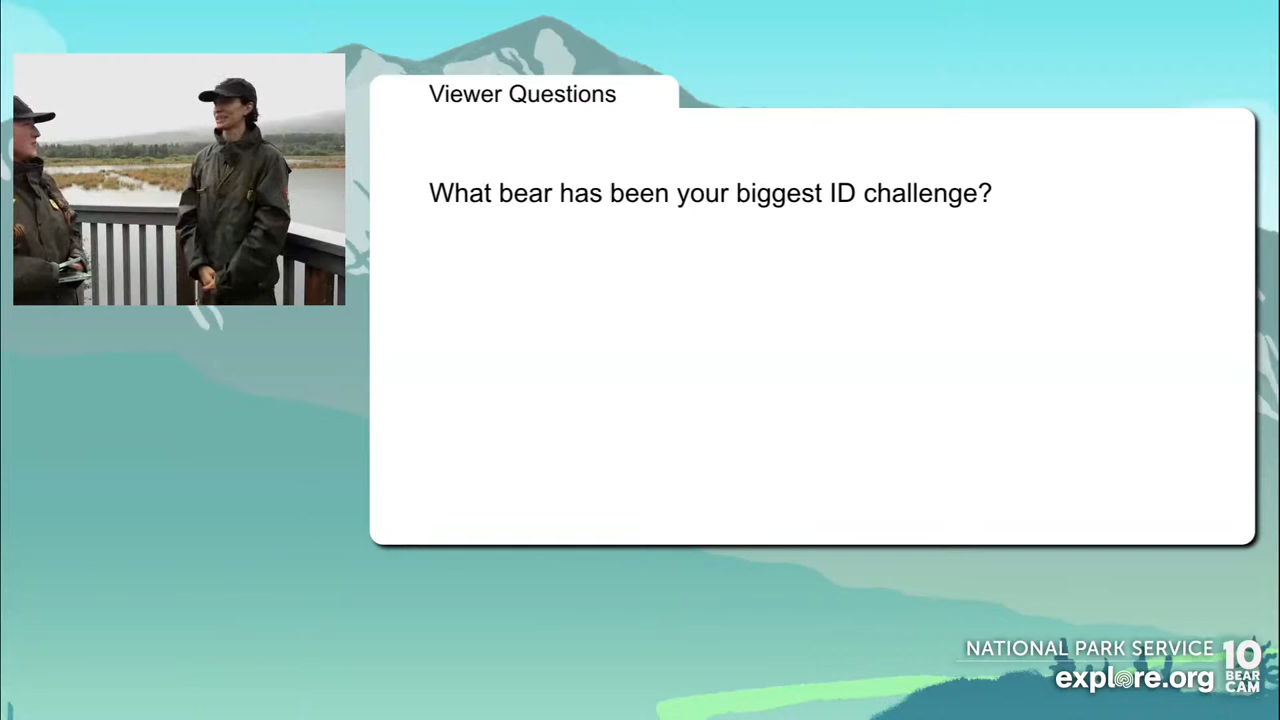 Viewer Questions
What bear has been your biggest ID challenge?
NATIONAL PARK SERVICE
explore.org
10
BEAR
CAM